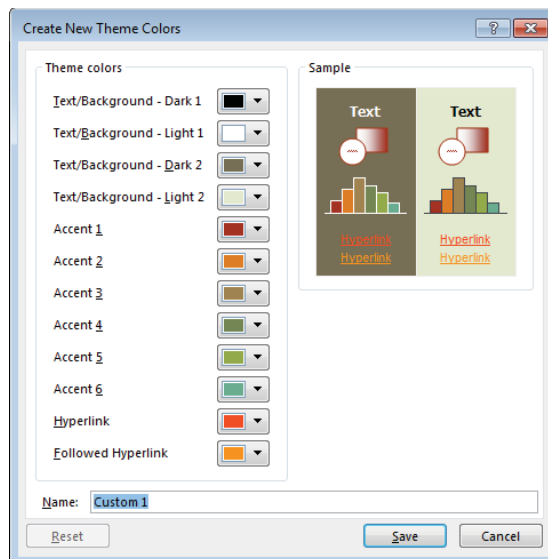 Create New Theme Colors
?
Theme colors
Text/Background - Dark 1
Text/Background - Light 1
Text/Background - Dark 2
Text/Background - Light 2
Accent 1
Accent 2
Accent 3
Accent 4
Accent 5
Accent 6
Hyperlink
Followed Hyperlink
Sample
Text Text
Hyperlink Hyperlink
Hyperlink Hyperlink
Name: Custom 1
Reset Save Cancel